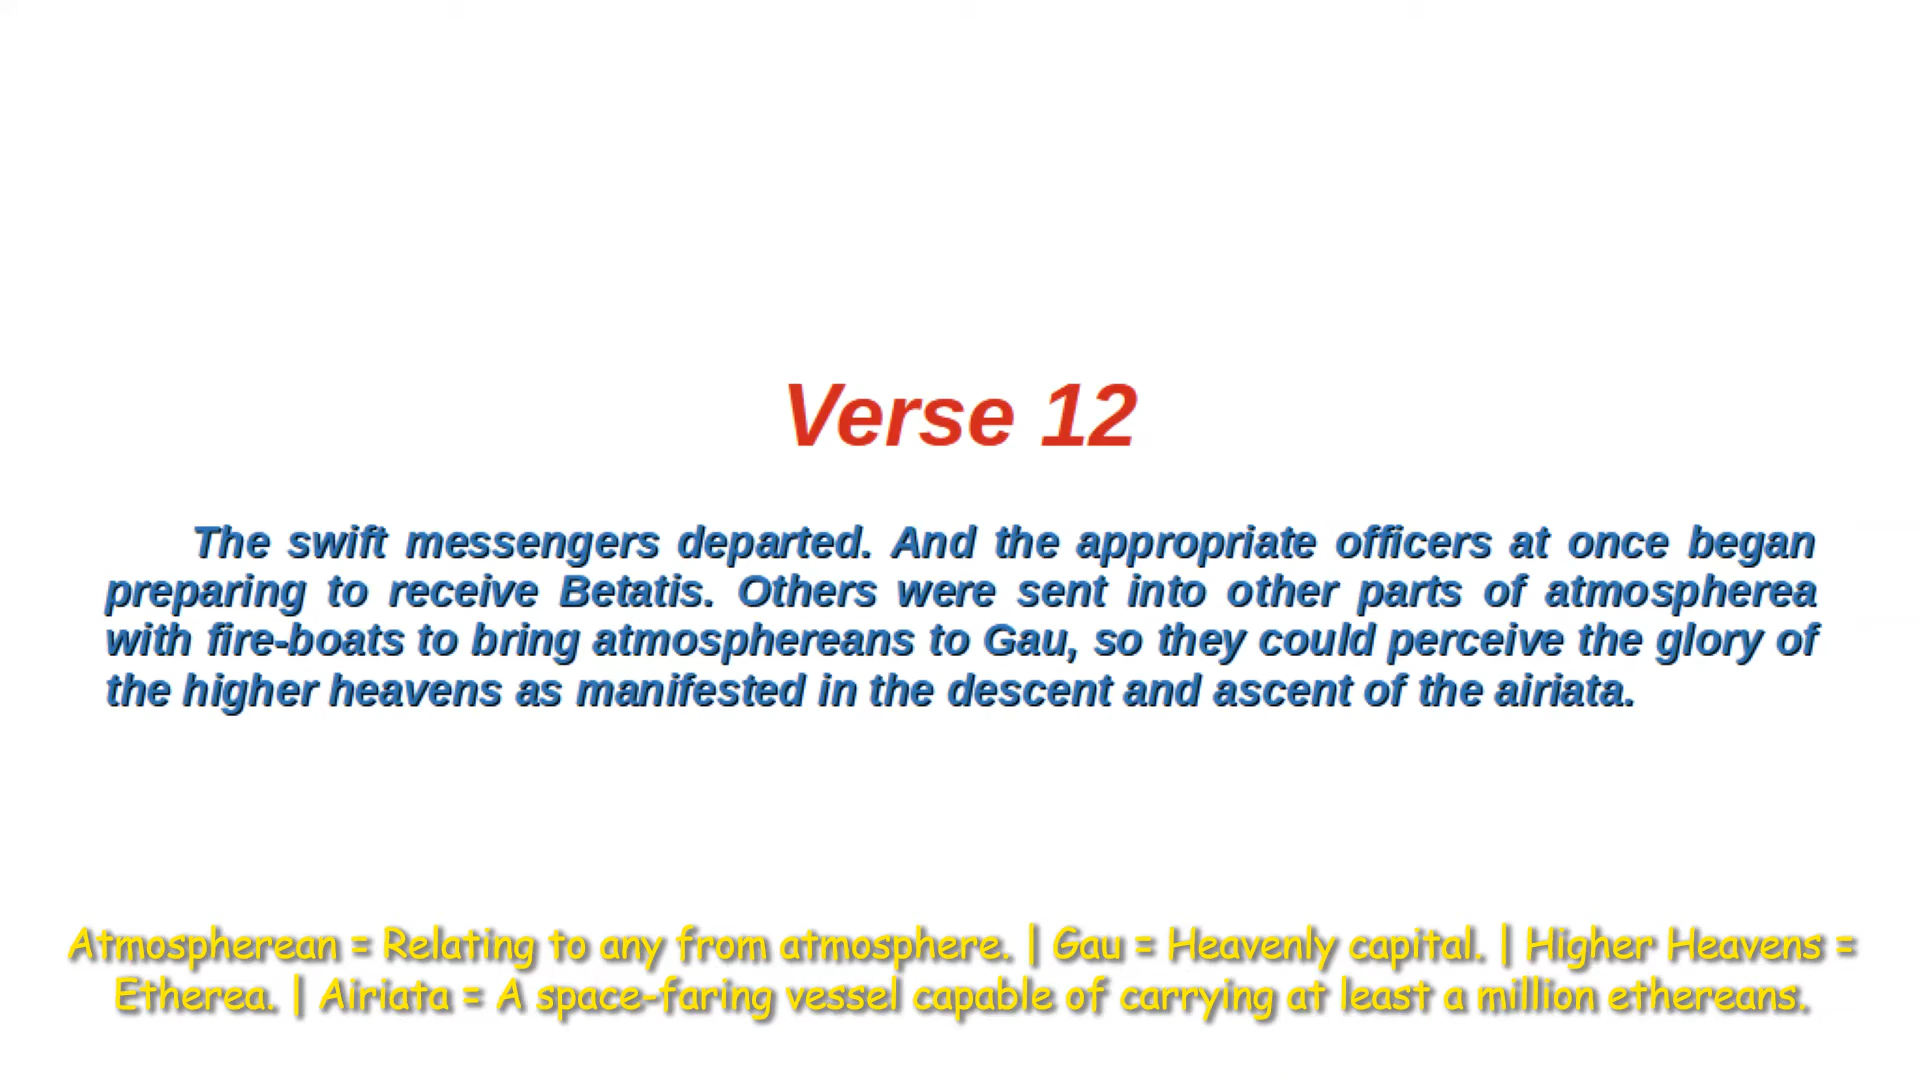 Verse 12
The swift messengers departed. And the appropriate officers at once began
preparing to receive Betatis. Others were sent into other parts of atmospherea
with fire-boats to bring atmosphereans to Gau, so they could perceive the glory of
the higher heavens as manifested in the descent and ascent of the airiata.
Atmospherean = Relating to any from atmosphere. | Gau = Heavenly capital. | Higher Heavens =
Etherea. | Airiata = A space-faring vessel capable of carrying at least a million ethereans.